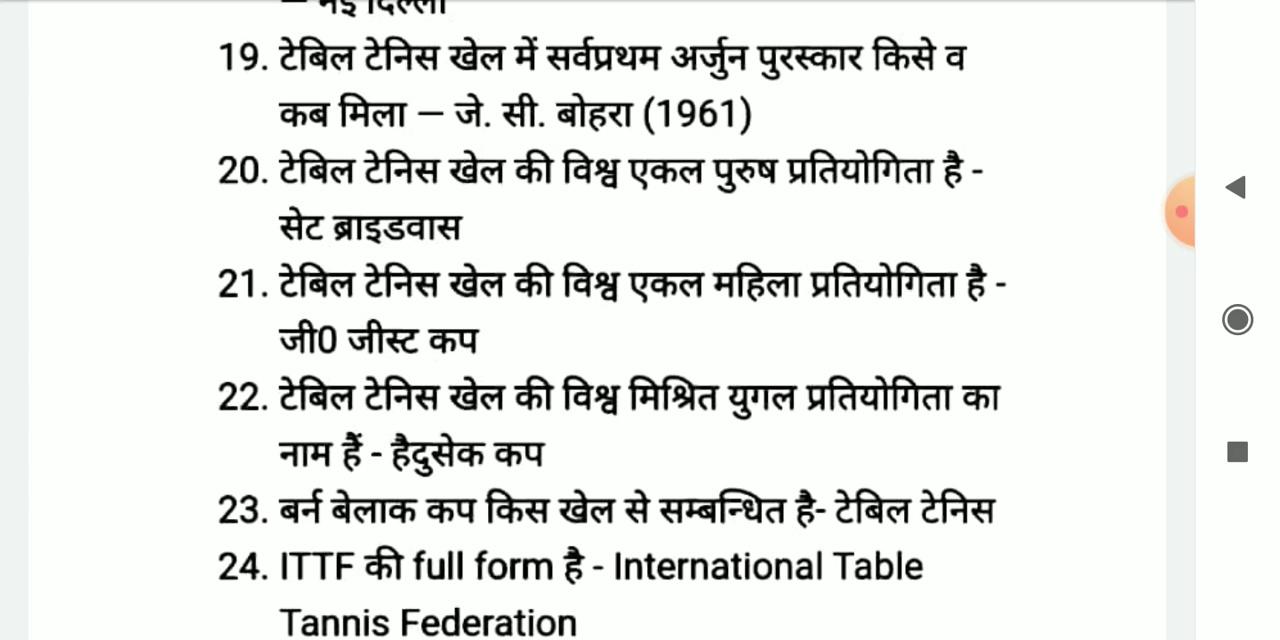 — नई दिल्ली
19. टेबिल टेनिस खेल में सर्वप्रथम अर्जुन पुरस्कार किसे व
कब मिला – जे. सी. बोहरा (1961)
20. टेबिल टेनिस खेल की विश्व एकल पुरुष प्रतियोगिता है -
सेट ब्राइडवास
21. टेबिल टेनिस खेल की विश्व एकल महिला प्रतियोगिता है -
जी0 जीस्ट कप
22. टेबिल टेनिस खेल की विश्व मिश्रित युगल प्रतियोगिता का
नाम हैं - हैदुसेक कप
23. बर्न बेलाक कप किस खेल से सम्बन्धित है- टेबिल टेनिस
24. ITTF की full form है - International Table
Tannis Federation